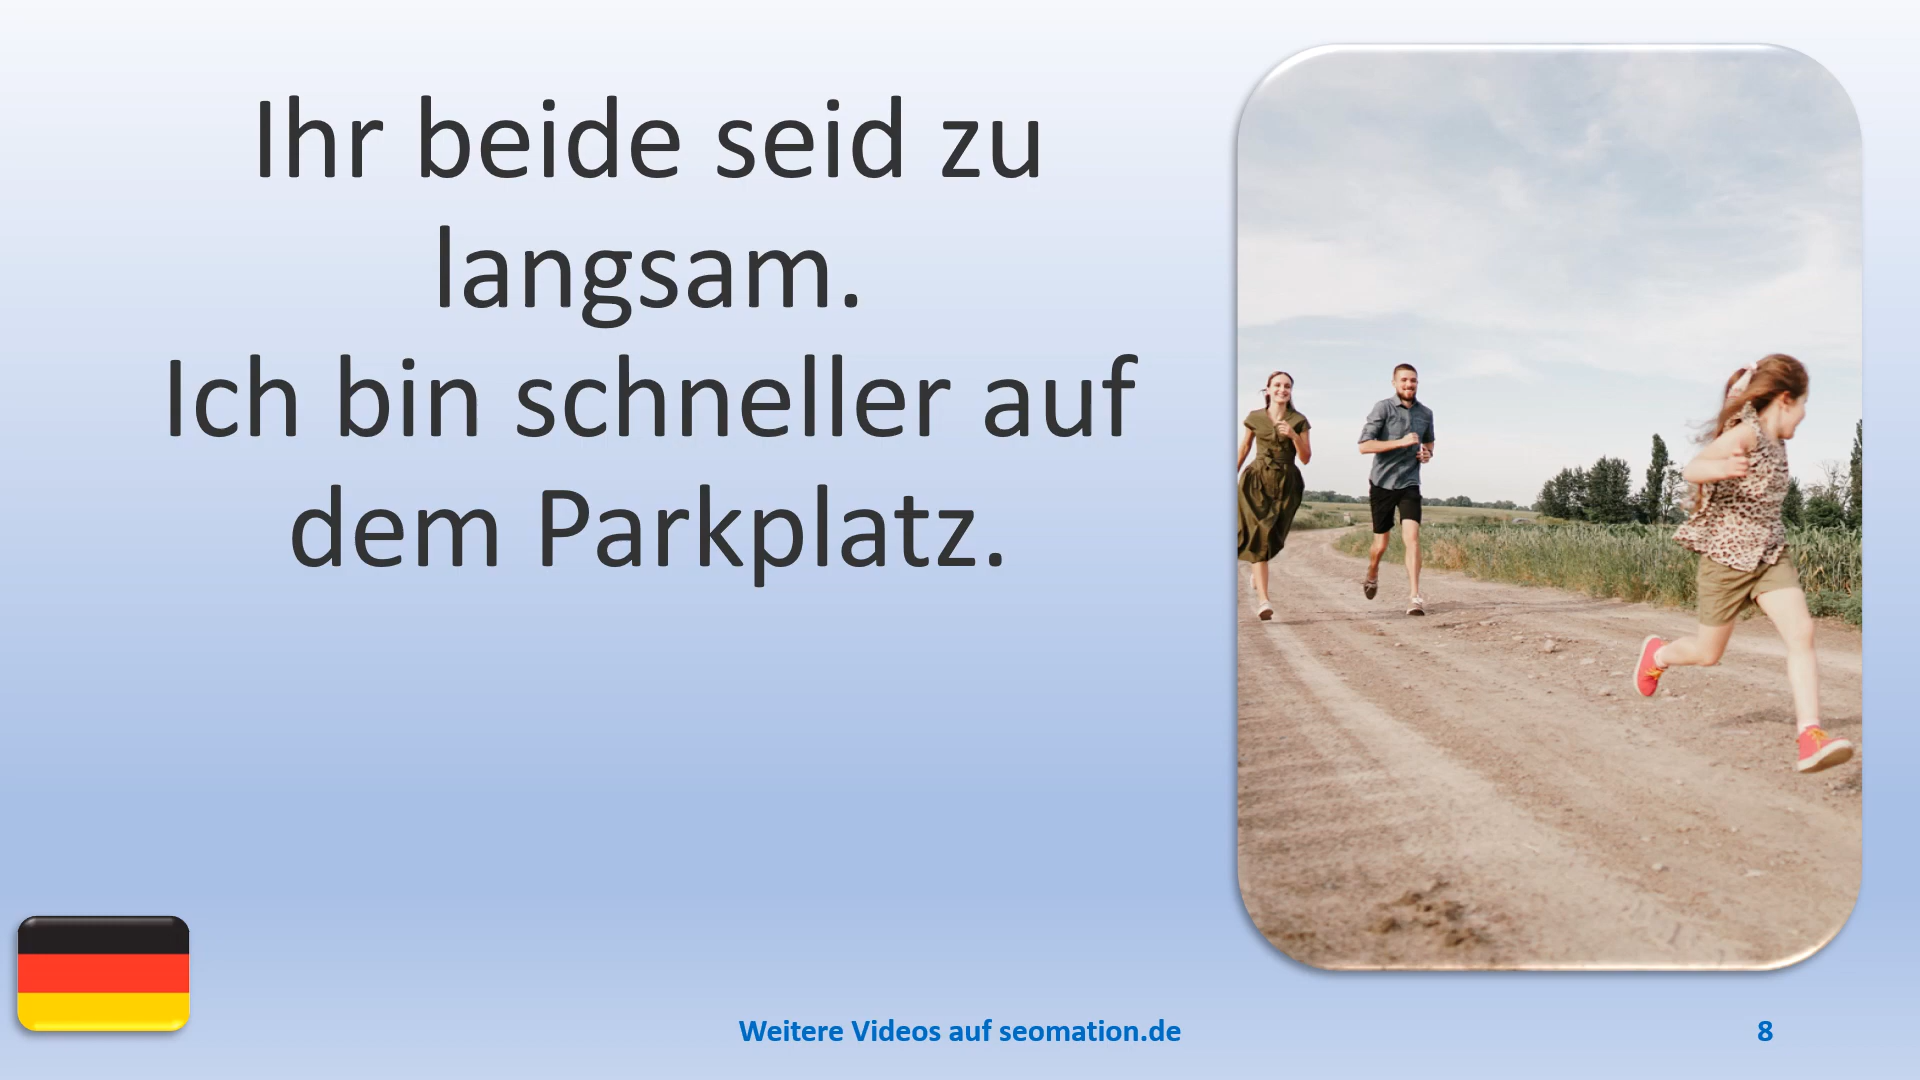 Ihr beide seid zu
langsam.
Ich bin schneller auf
dem Parkplatz.
Weitere Videos auf seomation.de
8